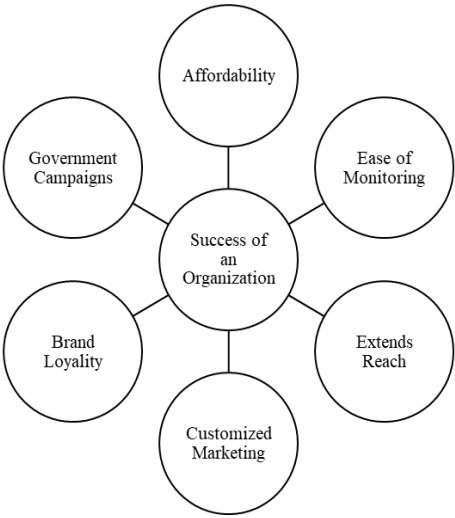 Affordability
Government
Campaigns
Ease of
Monitoring
Success of
an
Organization
Brand
Loyality
Extends
Reach
Customized
Marketing